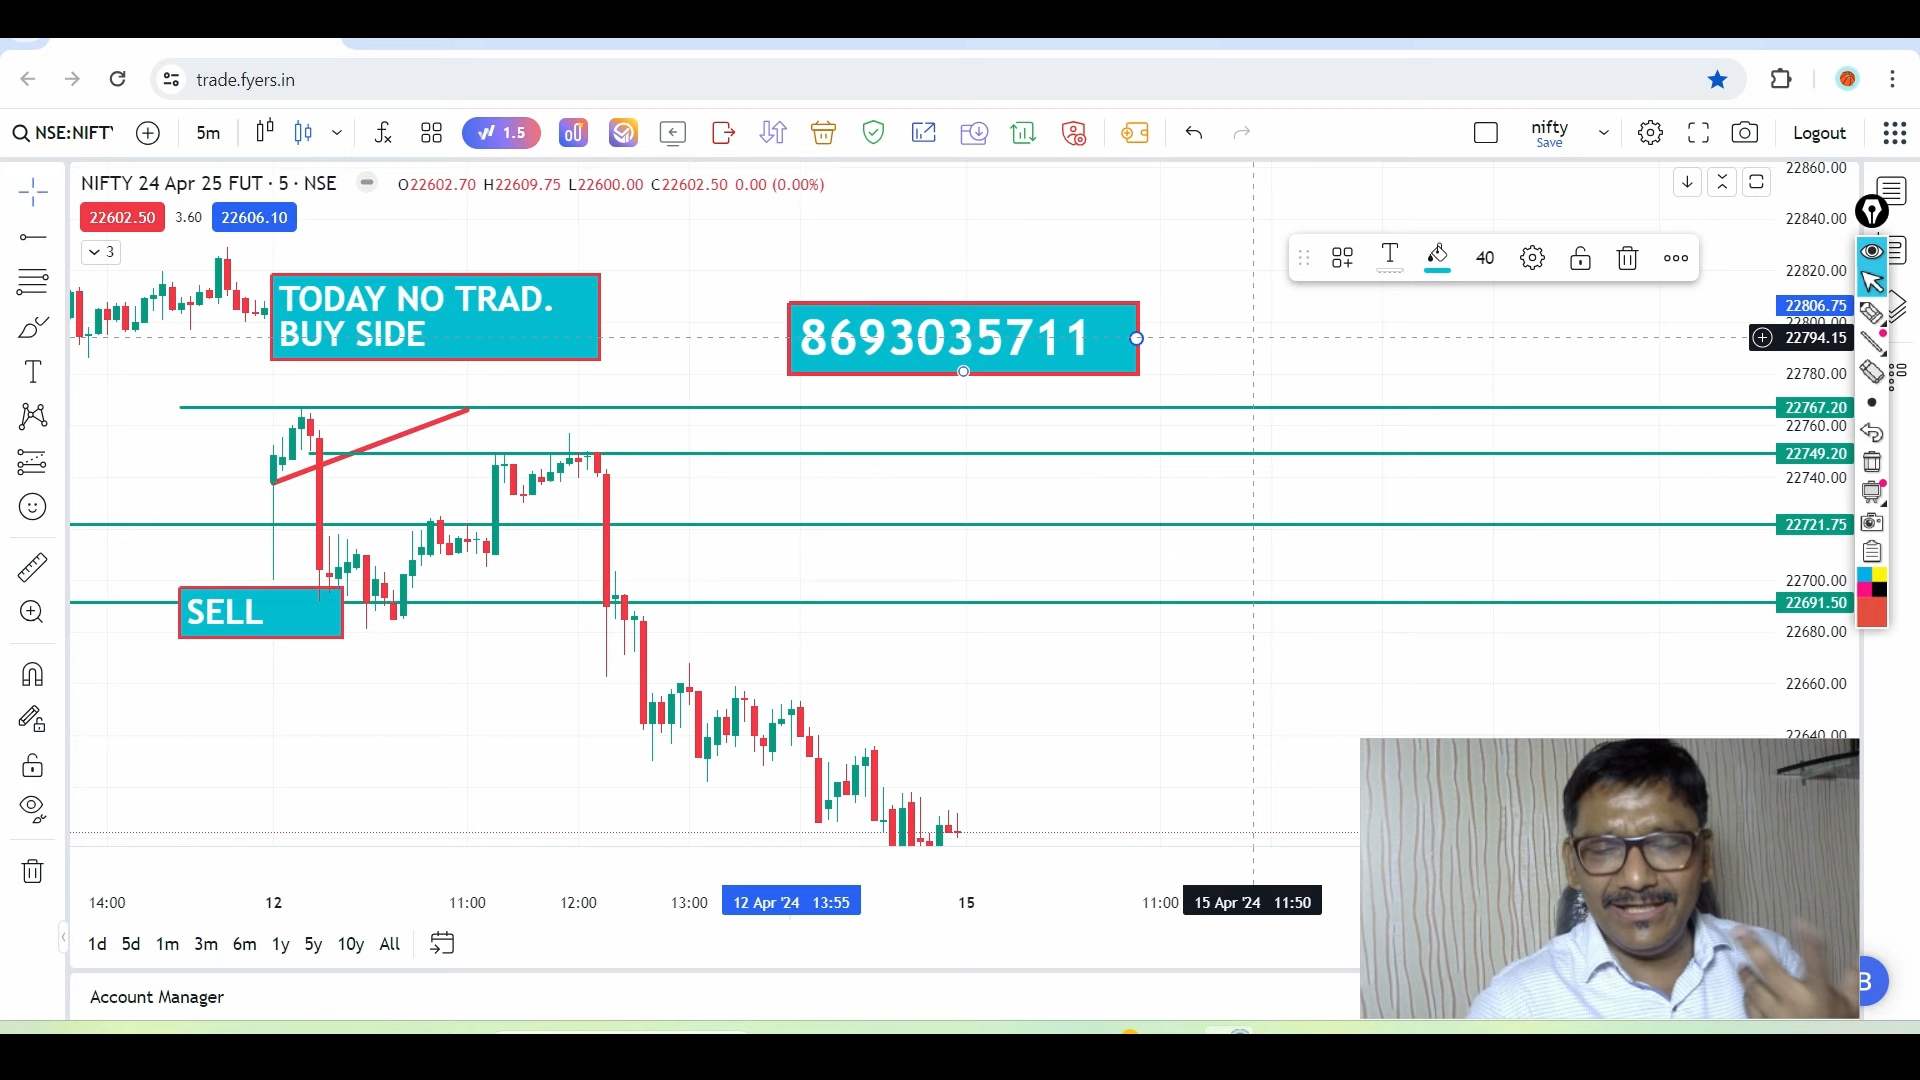 trade.fyers.in
NSE:NIFTY
5m
1.5
nifty
Save
Logout
NIFTY 24 Apr 25 FUT · 5 · NSE
O22602.70 H22609.75 L22600.00 C22602.50 0.00 (0.00%)
22602.50
3.60
22606.10
3
TODAY NO TRAD.
BUY SIDE
8693035711
40
SELL
22860.00
22840.00
22820.00
22806.75
22800.00
22794.15
22780.00
22767.20
22760.00
22749.20
22740.00
22721.75
22700.00
22691.50
22680.00
22660.00
22640.00
14:00
12
11:00
12:00
13:00
12 Apr '24 13:55
15
11:00
15 Apr '24 11:50
1d
5d
1m
3m
6m
1y
5y
10y
All
Account Manager
B